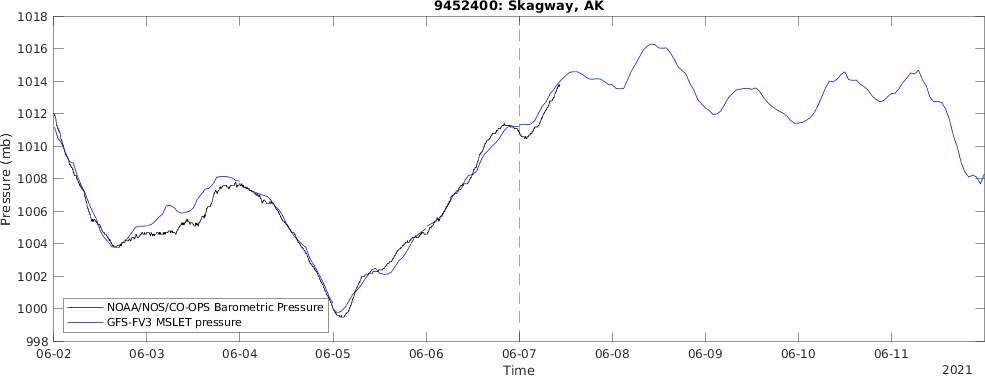 9452400: Skagway, AK
1018
1016
1014
1012
1010
1008
1006
1004
1002
1000
998
Pressure (mb)
NOAA/NOS/CO-OPS Barometric Pressure
GFS-FV3 MSLET pressure
06-02 06-03 06-04 06-05 06-06 06-07 06-08 06-09 06-10 06-11
Time
2021